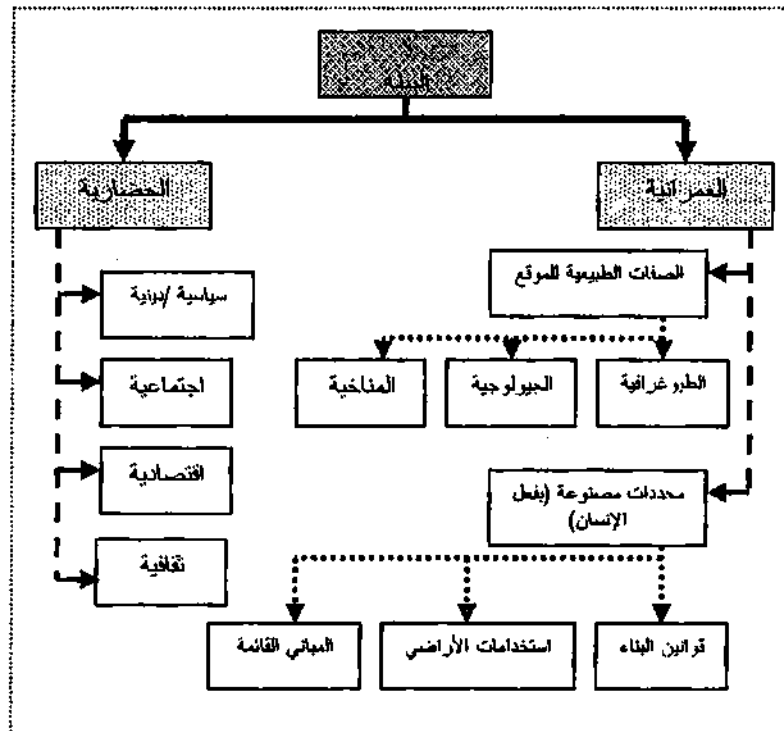 البيئة
العمرانية
الحضارية
الصفات الطبيعية للموقع
الطبوغرافية
الجيولوجية
المناخية
محددات مصنوعة (بفعل
الإنسان)
قوانين البناء
استخدامات الأراضي
المباني القائمة
سياسية /دينية
اجتماعية
اقتصادية
ثقافية